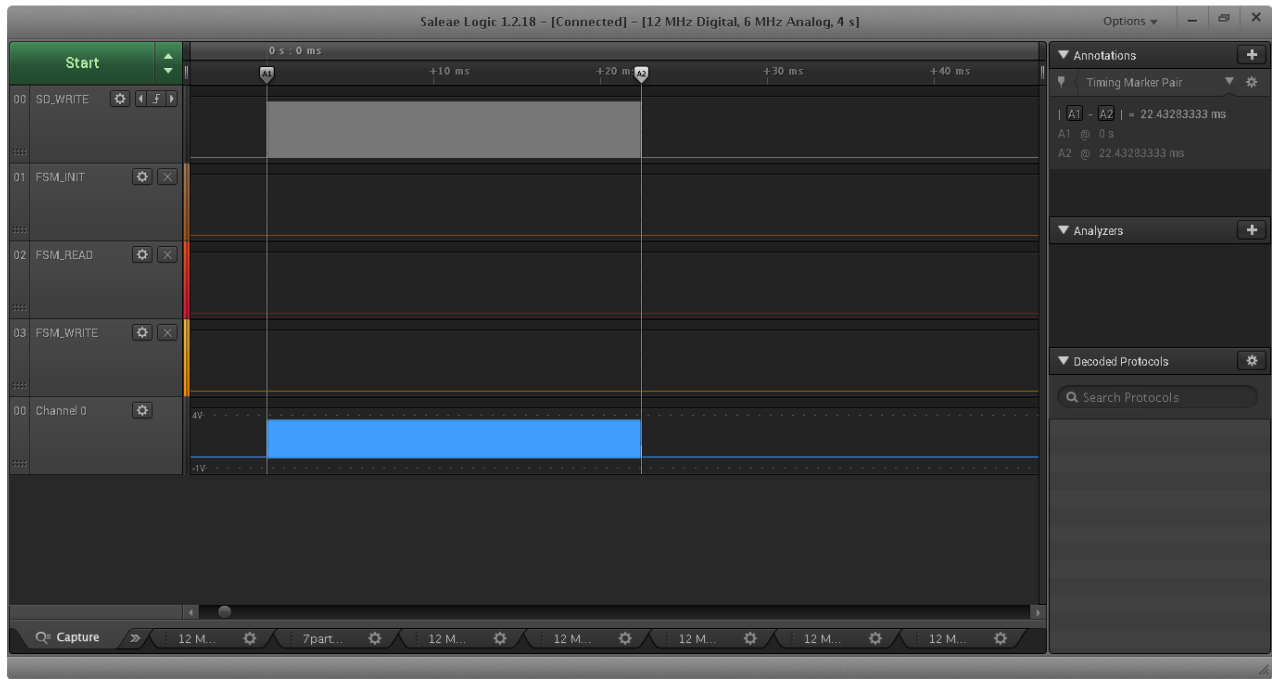 Saleae Logic 1.2.18 – [Connected] – [12 MHz Digital, 6 MHz Analog, 4 s]
Options
Start
0 s : 0 ms
A1
+10 ms
+20 m
A2
+30 ms
+40 ms
00 SD_WRITE
01 FSM_INIT
02 FSM_READ
03 FSM_WRITE
00 Channel 0
4V
-1V
Annotations
Timing Marker Pair
| A1 - A2 | = 22.43283333 ms
A1 @ 0 s
A2 @ 22.43283333 ms
Analyzers
Decoded Protocols
Search Protocols
Capture
12 M...
7part...
12 M...
12 M...
12 M...
12 M...
12 M...